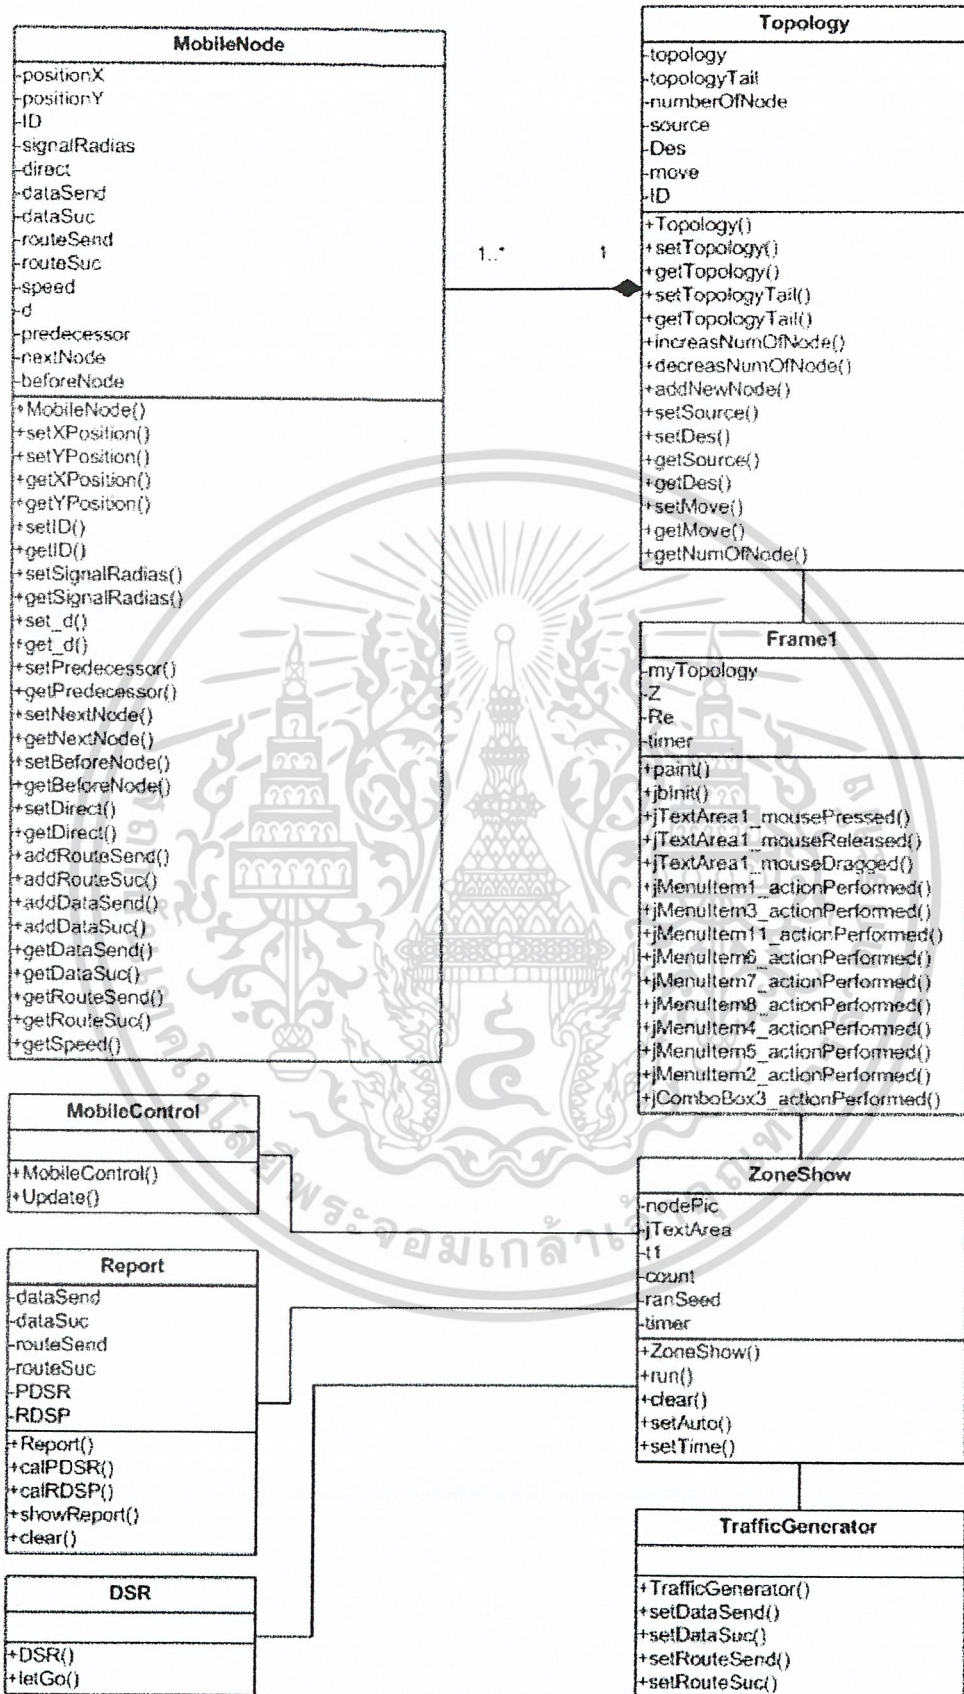 MobileNode
-positionX
-positionY
-ID
-signalRadias
-direct
-dataSend
-dataSuc
-routeSend
-routeSuc
-speed
-d
-predecessor
-nextNode
-beforeNode
+MobileNode()
+setXPosition()
+setYPosition()
+getXPosition()
+getYPosition()
+setID()
+getID()
+setSignalRadias()
+getSignalRadias()
+set_d()
+get_d()
+setPredecessor()
+getPredecessor()
+setNextNode()
+getNextNode()
+setBeforeNode()
+getBeforeNode()
+setDirect()
+getDirect()
+addRouteSend()
+addRouteSuc()
+addDataSend()
+addDataSuc()
+getDataSend()
+getDataSuc()
+getRouteSend()
+getRouteSuc()
+getSpeed()
1..*
1
Topology
-topology
-topologyTail
-numberOfNode
-source
-Des
-move
-ID
+Topology()
+setTopology()
+getTopology()
+setTopologyTail()
+getTopologyTail()
+increasNumOfNode()
+decreasNumOfNode()
+addNewNode()
+setSource()
+setDes()
+getSource()
+getDes()
+setMove()
+getMove()
+getNumOfNode()
Frame1
-myTopology
-Z
-Re
-timer
+paint()
+jbInit()
+jTextArea1_mousePressed()
+jTextArea1_mouseReleased()
+jTextArea1_mouseDragged()
+jMenuItem1_actionPerformed()
+jMenuItem3_actionPerformed()
+jMenuItem11_actionPerformed()
+jMenuItem6_actionPerformed()
+jMenuItem7_actionPerformed()
+jMenuItem8_actionPerformed()
+jMenuItem4_actionPerformed()
+jMenuItem5_actionPerformed()
+jMenuItem2_actionPerformed()
+jComboBox3_actionPerformed()
MobileControl
+MobileControl()
+Update()
Report
-dataSend
-dataSuc
-routeSend
-routeSuc
-PDSR
-RDSP
+Report()
+calPDSR()
+calRDSP()
+showReport()
+clear()
DSR
+DSR()
+letGo()
ZoneShow
-nodePic
-jTextArea
-t1
-count
-ranSeed
-timer
+ZoneShow()
+run()
+clear()
+setAuto()
+setTime()
TrafficGenerator
+TrafficGenerator()
+setDataSend()
+setDataSuc()
+setRouteSend()
+setRouteSuc()